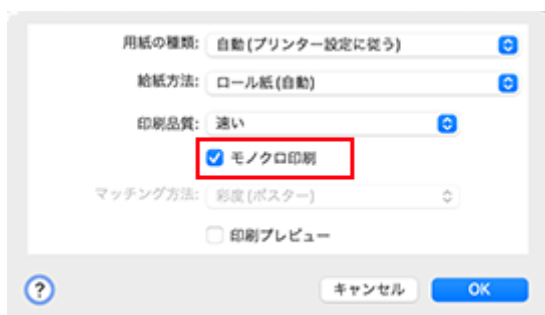 用紙の種類: 自動(プリンター設定に従う)
給紙方法: ロール紙(自動)
印刷品質: 速い
モノクロ印刷
マッチング方法: 彩度(ポスター)
印刷プレビュー
? キャンセル OK